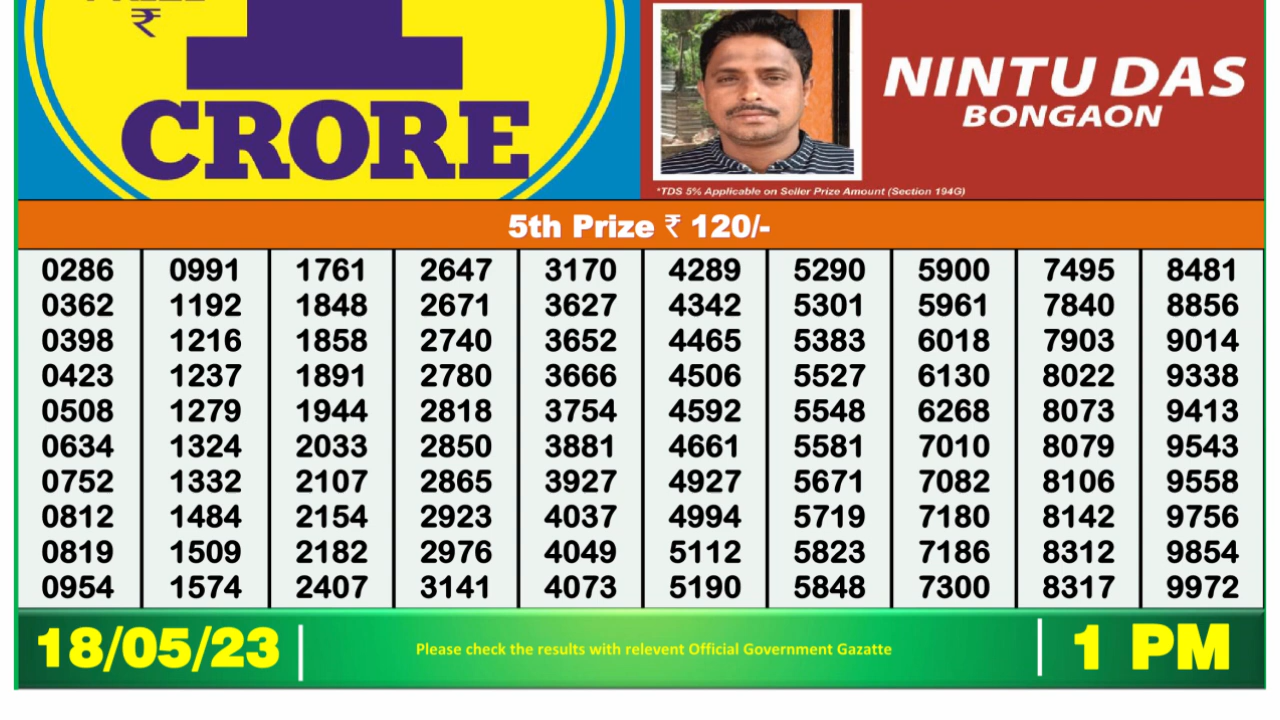 ₹
1
CRORE
NINTU DAS
BONGAON
*TDS 5% Applicable on Seller Prize Amount (Section 194G)
5th Prize ₹ 120/-
0286 0991 1761 2647 3170 4289 5290 5900 7495 8481
0362 1192 1848 2671 3627 4342 5301 5961 7840 8856
0398 1216 1858 2740 3652 4465 5383 6018 7903 9014
0423 1237 1891 2780 3666 4506 5527 6130 8022 9338
0508 1279 1944 2818 3754 4592 5548 6268 8073 9413
0634 1324 2033 2850 3881 4661 5581 7010 8079 9543
0752 1332 2107 2865 3927 4927 5671 7082 8106 9558
0812 1484 2154 2923 4037 4994 5719 7180 8142 9756
0819 1509 2182 2976 4049 5112 5823 7186 8312 9854
0954 1574 2407 3141 4073 5190 5848 7300 8317 9972
18/05/23
Please check the results with relevent Official Government Gazatte
1 PM